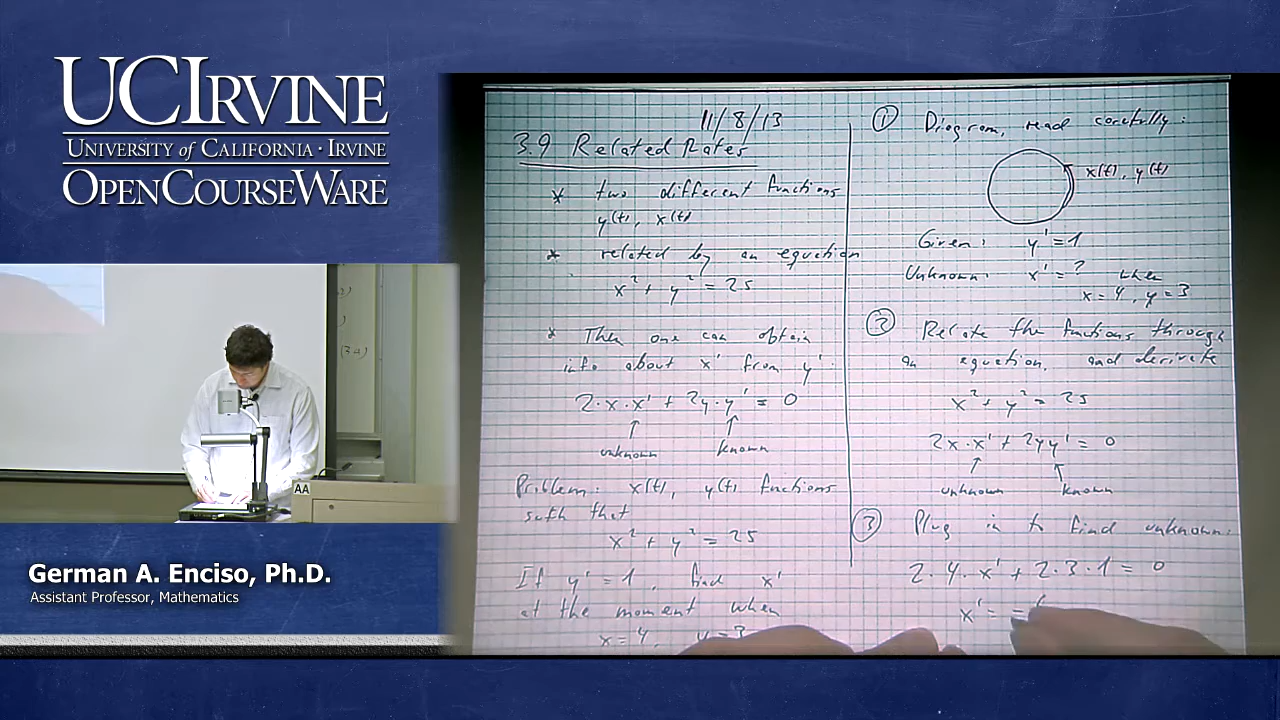 UCIRVINE
UNIVERSITY of CALIFORNIA · IRVINE
OPENCOURSEWARE
AA
German A. Enciso, Ph.D.
Assistant Professor, Mathematics
11/8/13
3.9 Related Rates
* two different functions
y(t), x(t)
* related by an equation
x² + y² = 25
* Then one can obtain
info about x' from y':
2·x·x' + 2y·y' = 0
unknown known
Problem: x(t), y(t) functions
such that
x² + y² = 25
If y' = 1, find x'
at the moment when
x=4, y=3
① Diagram, read carefully:
x(t), y(t)
Given: y' = 1
Unknown: x' = ? when
x=4, y=3
② Relate the functions through
an equation, and derivate
x² + y² = 25
2x·x' + 2yy' = 0
unknown known
③ Plug in to find unknown:
2·4·x' + 2·3·1 = 0
x' = -